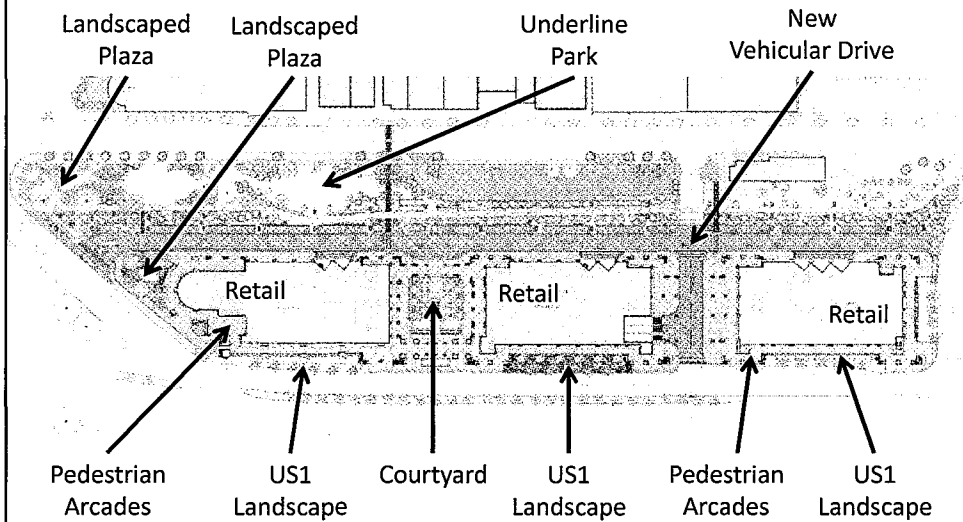 Landscaped
Plaza
Landscaped
Plaza
Underline
Park
New
Vehicular Drive
Retail
Retail
Retail
Pedestrian
Arcades
US1
Landscape
Courtyard
US1
Landscape
Pedestrian
Arcades
US1
Landscape